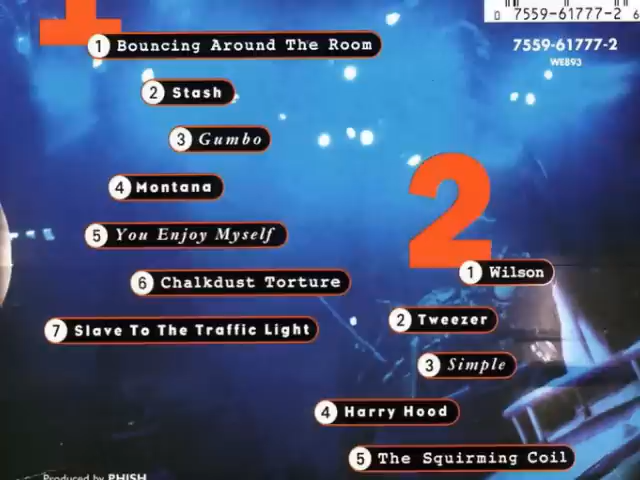 0 7559-61777-2 6
7559-61777-2
WE893
1
1 Bouncing Around The Room
2 Stash
3 Gumbo
4 Montana
5 You Enjoy Myself
6 Chalkdust Torture
7 Slave To The Traffic Light
2
1 Wilson
2 Tweezer
3 Simple
4 Harry Hood
5 The Squirming Coil
Produced by PHISH